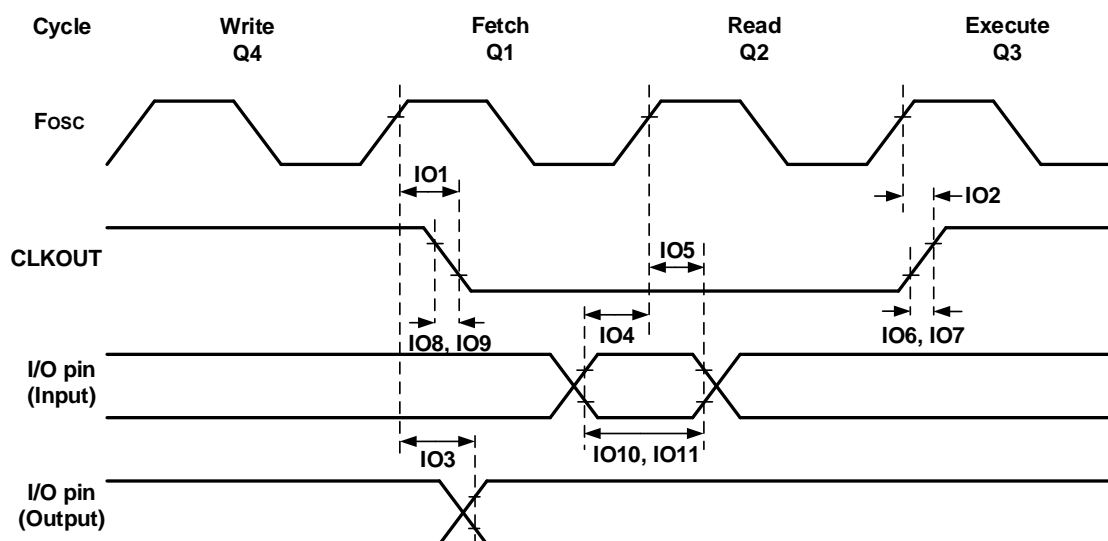 Cycle Write Fetch Read Execute
Q4 Q1 Q2 Q3
Fosc
IO1
IO2
CLKOUT
IO5
IO4
IO8, IO9
IO6, IO7
I/O pin
(Input)
IO10, IO11
IO3
I/O pin
(Output)